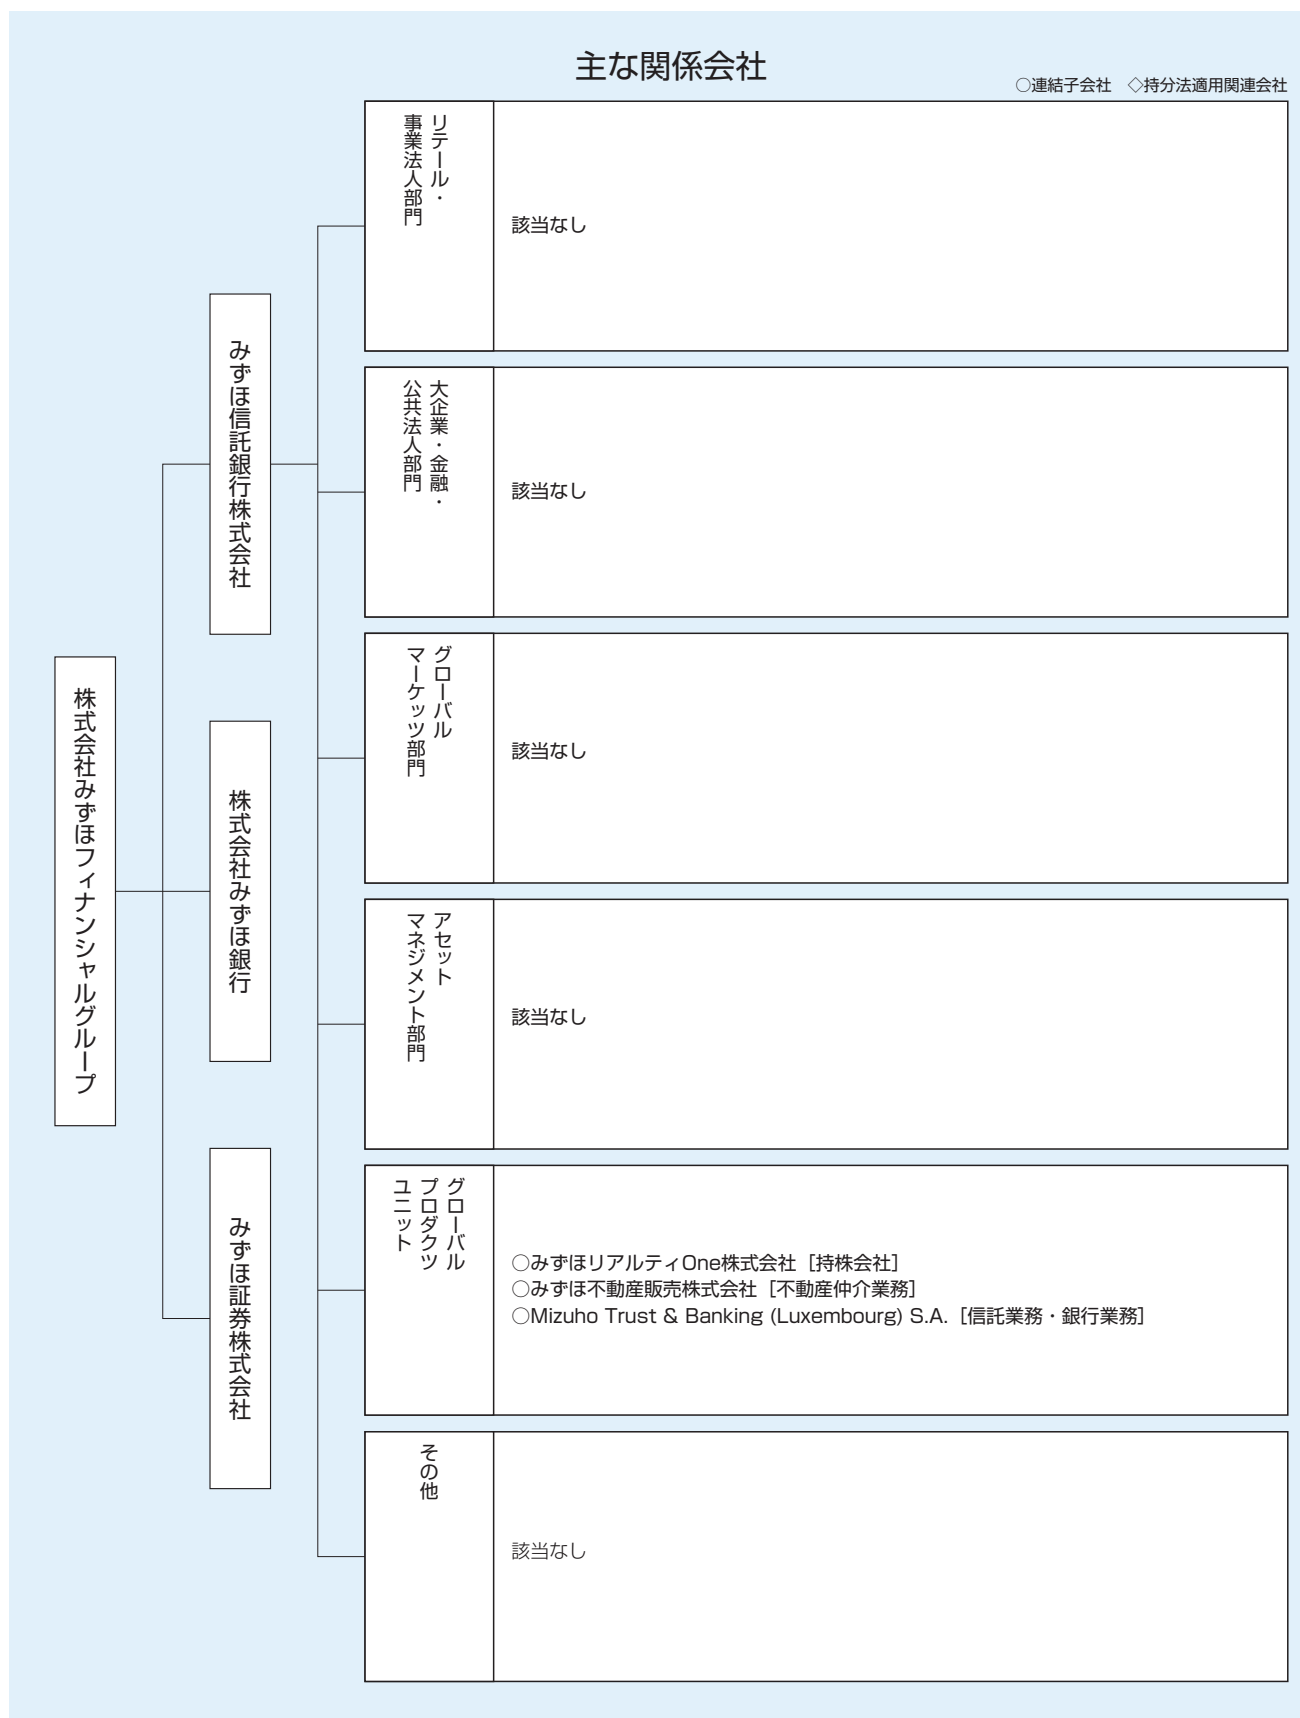 主な関係会社
○連結子会社　◇持分法適用関連会社
株式会社みずほフィナンシャルグループ
みずほ信託銀行株式会社
株式会社みずほ銀行
みずほ証券株式会社
リテール・
事業法人部門
該当なし
大企業・金融・
公共法人部門
該当なし
グローバル
マーケッツ部門
該当なし
アセット
マネジメント部門
該当なし
グローバル
プロダクツ
ユニット
○みずほリアルティOne株式会社［持株会社］
○みずほ不動産販売株式会社［不動産仲介業務］
○Mizuho Trust & Banking (Luxembourg) S.A.［信託業務・銀行業務］
その他
該当なし